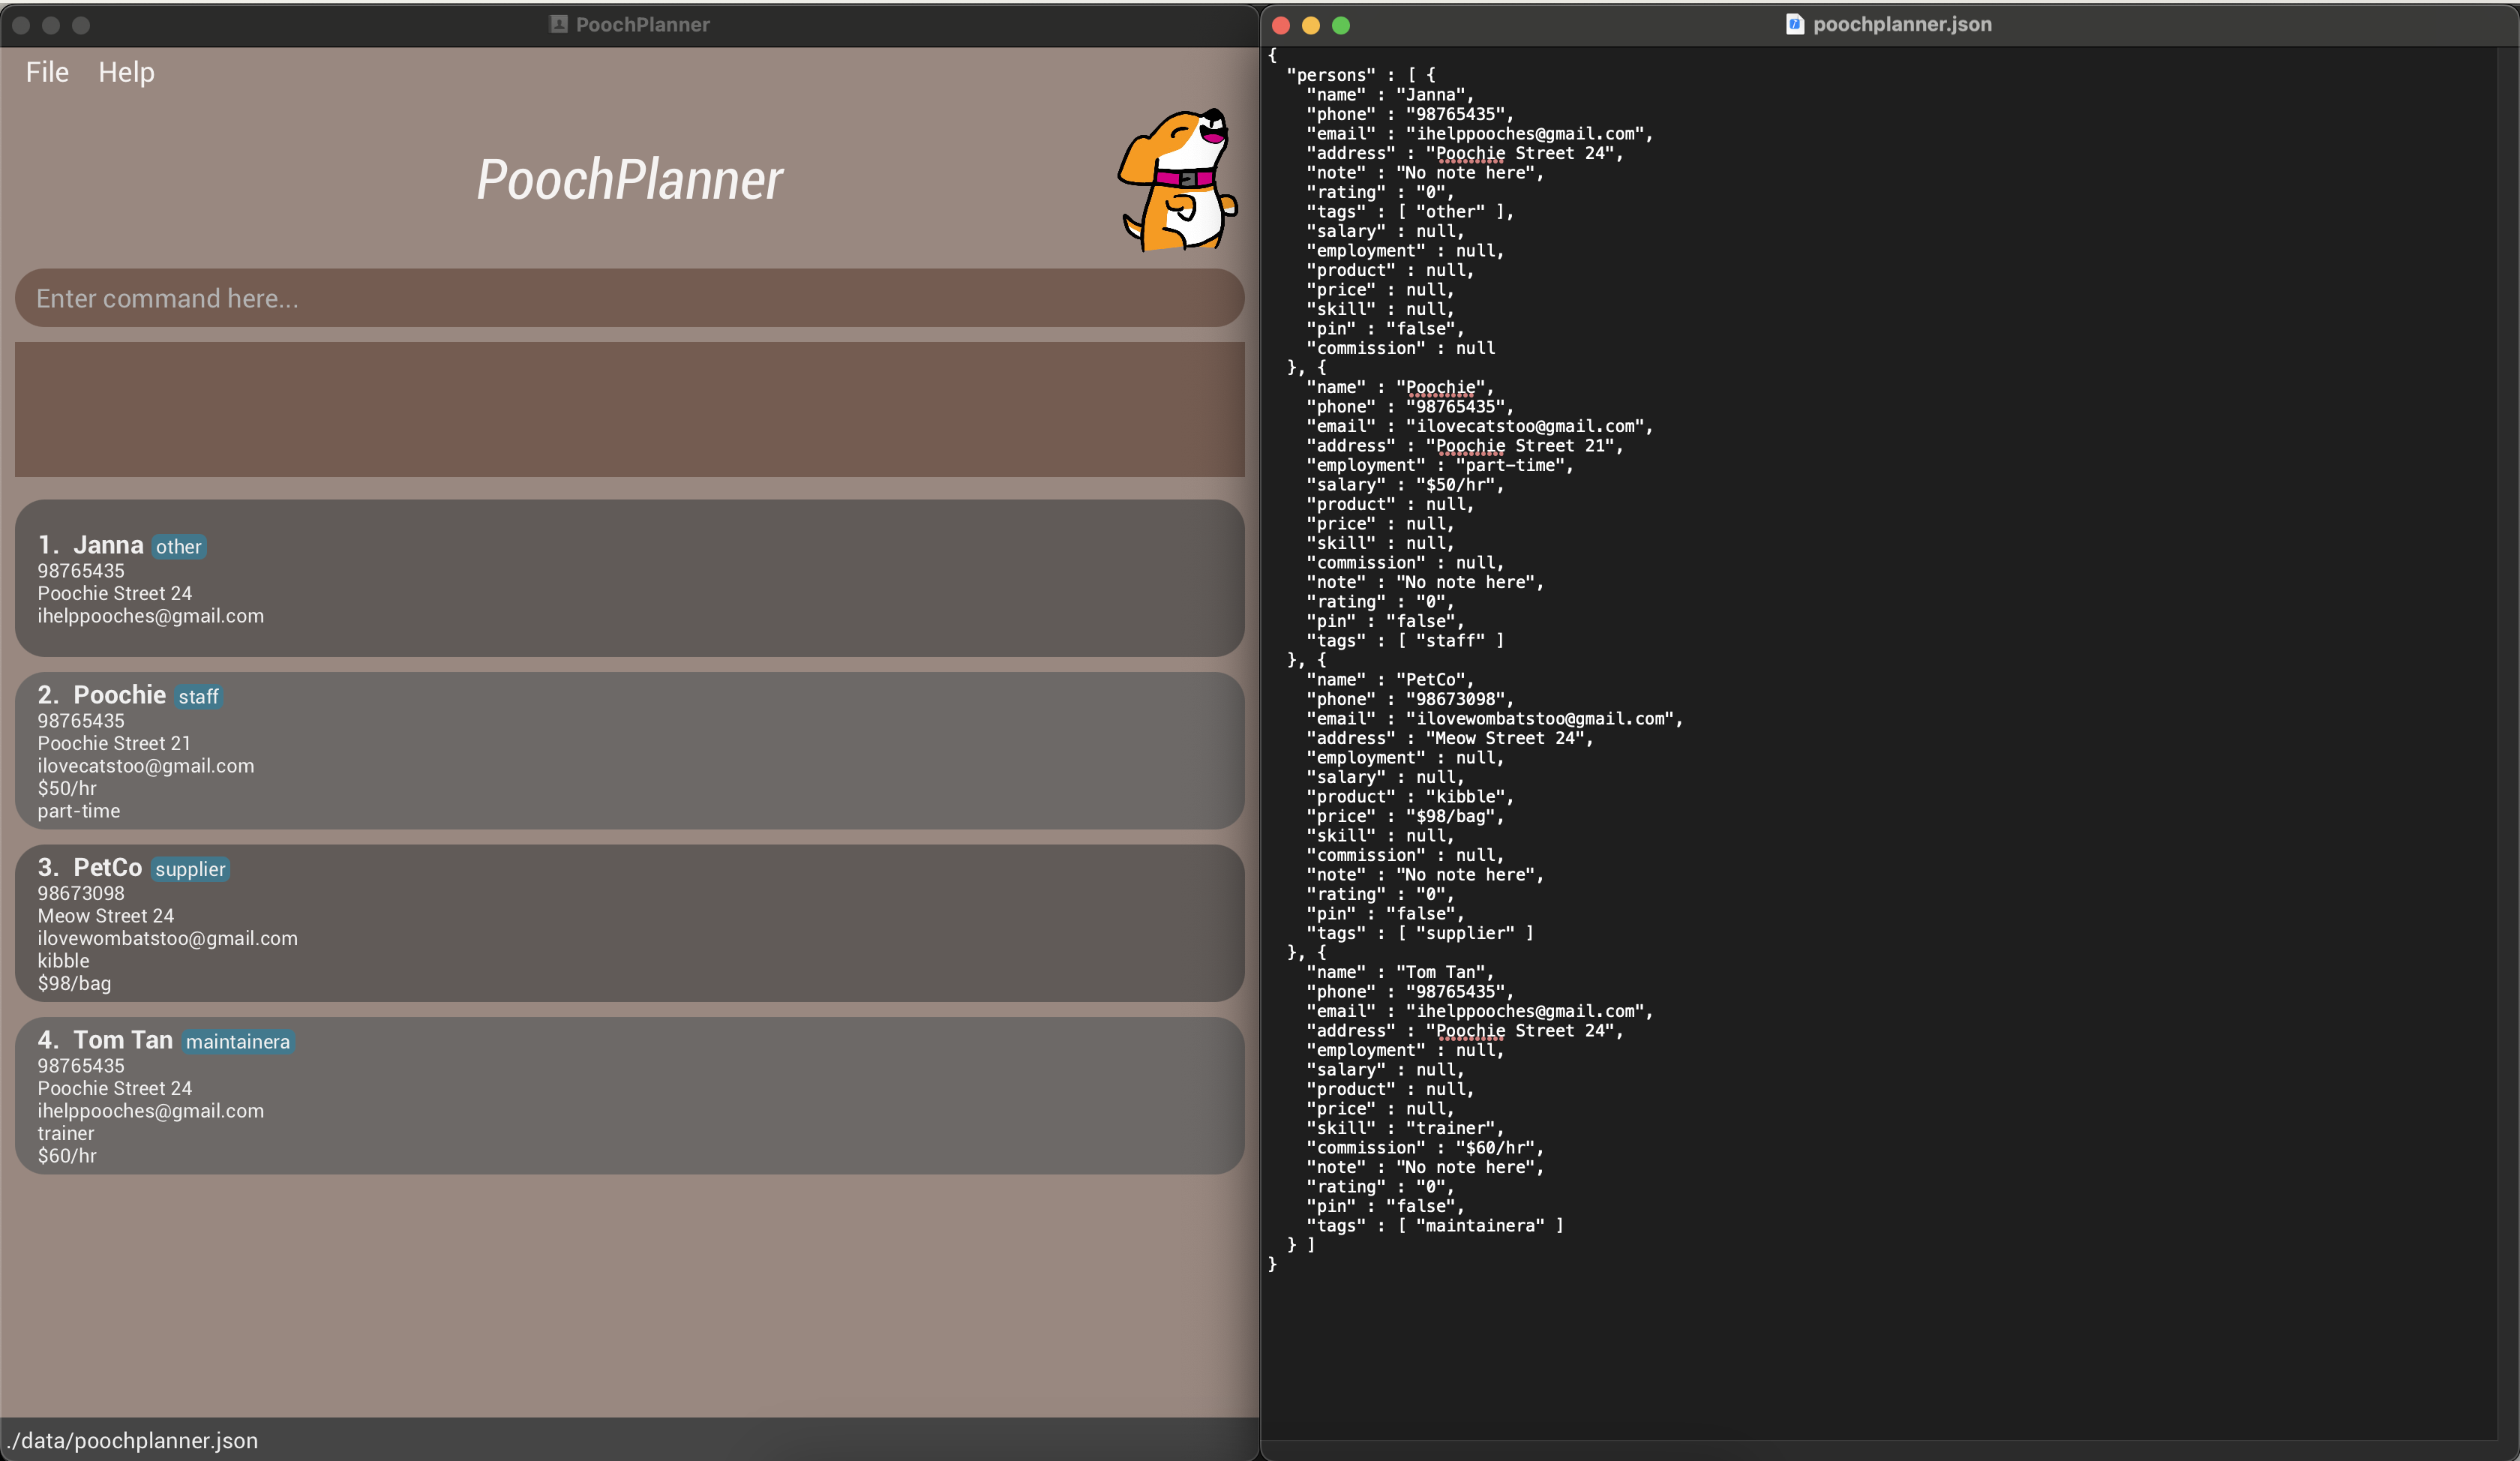 PoochPlanner
File Help
PoochPlanner
Enter command here...
1. Janna other
98765435
Poochie Street 24
ihelppooches@gmail.com
2. Poochie staff
98765435
Poochie Street 21
ilovecatstoo@gmail.com
$50/hr
part-time
3. PetCo supplier
98673098
Meow Street 24
ilovewombatstoo@gmail.com
kibble
$98/bag
4. Tom Tan maintainera
98765435
Poochie Street 24
ihelppooches@gmail.com
trainer
$60/hr
./data/poochplanner.json
poochplanner.json
{
"persons" : [ {
"name" : "Janna",
"phone" : "98765435",
"email" : "ihelppooches@gmail.com",
"address" : "Poochie Street 24",
"note" : "No note here",
"rating" : "0",
"tags" : [ "other" ],
"salary" : null,
"employment" : null,
"product" : null,
"price" : null,
"skill" : null,
"pin" : "false",
"commission" : null
}, {
"name" : "Poochie",
"phone" : "98765435",
"email" : "ilovecatstoo@gmail.com",
"address" : "Poochie Street 21",
"employment" : "part-time",
"salary" : "$50/hr",
"product" : null,
"price" : null,
"skill" : null,
"commission" : null,
"note" : "No note here",
"rating" : "0",
"pin" : "false",
"tags" : [ "staff" ]
}, {
"name" : "PetCo",
"phone" : "98673098",
"email" : "ilovewombatstoo@gmail.com",
"address" : "Meow Street 24",
"employment" : null,
"salary" : null,
"product" : "kibble",
"price" : "$98/bag",
"skill" : null,
"commission" : null,
"note" : "No note here",
"rating" : "0",
"pin" : "false",
"tags" : [ "supplier" ]
}, {
"name" : "Tom Tan",
"phone" : "98765435",
"email" : "ihelppooches@gmail.com",
"address" : "Poochie Street 24",
"employment" : null,
"salary" : null,
"product" : null,
"price" : null,
"skill" : "trainer",
"commission" : "$60/hr",
"note" : "No note here",
"rating" : "0",
"pin" : "false",
"tags" : [ "maintainera" ]
} ]
}